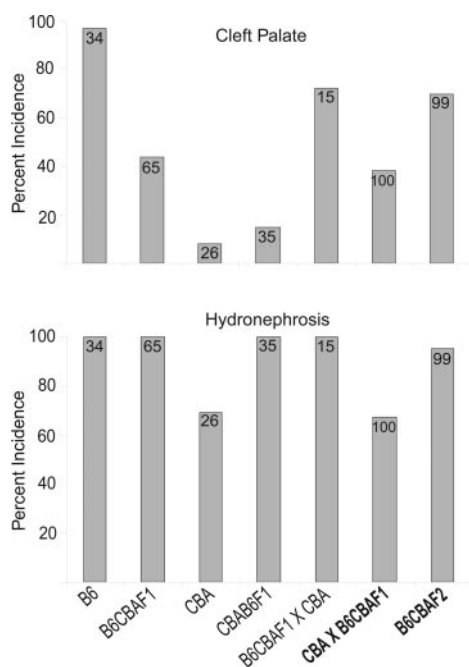 Cleft Palate
Percent Incidence
100
80
60
40
20
34
65
26
35
15
100
99
Hydronephrosis
Percent Incidence
100
80
60
40
20
34
65
26
35
15
100
99
B6
B6CBAF1
CBA
CBAB6F1
B6CBAF1 X CBA
CBA X B6CBAF1
B6CBAF2